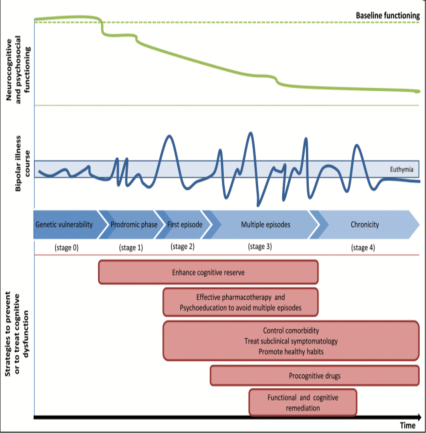 Baseline functioning
Neurocognitive
and psychosocial
functioning
Bipolar illness
course
Euthymia
Genetic vulnerability
Prodromic phase
First episode
Multiple episodes
Chronicity
(stage 0)
(stage 1)
(stage 2)
(stage 3)
(stage 4)
Strategies to prevent
or to treat cognitive
dysfunction
Enhance cognitive reserve
Effective pharmacotherapy and
Psychoeducation to avoid multiple episodes
Control comorbidity
Treat subclinical symptomatology
Promote healthy habits
Procognitive drugs
Functional and cognitive
remediation
Time